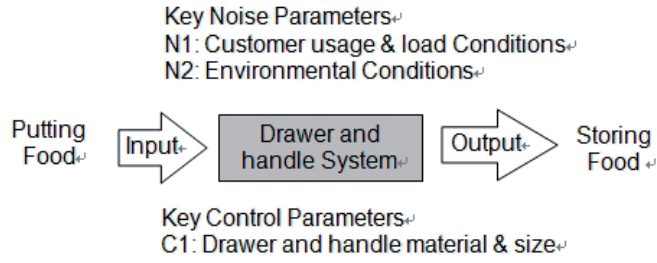 Key Noise Parameters
N1: Customer usage & load Conditions
N2: Environmental Conditions
Putting
Food
Input
Drawer and
handle System
Output
Storing
Food
Key Control Parameters
C1: Drawer and handle material & size